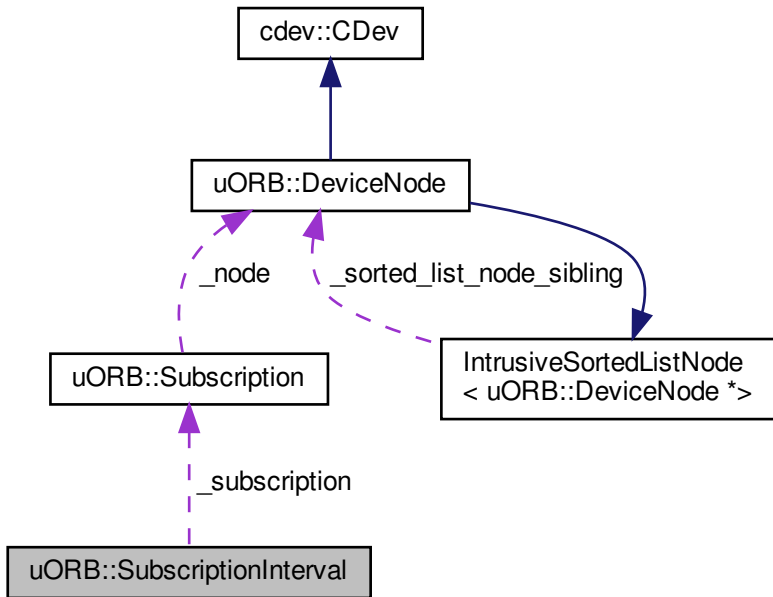 cdev::CDev
uORB::DeviceNode
_node
_sorted_list_node_sibling
uORB::Subscription
IntrusiveSortedListNode
< uORB::DeviceNode *>
_subscription
uORB::SubscriptionInterval